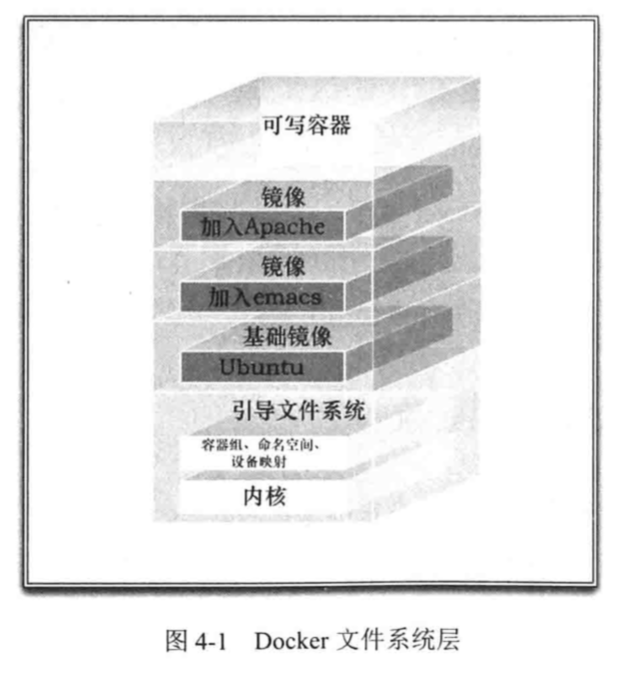 可写容器
镜像
加入Apache
镜像
加入emacs
基础镜像
Ubuntu
引导文件系统
容器组、命名空间、
设备映射
内核
图 4-1 Docker 文件系统层